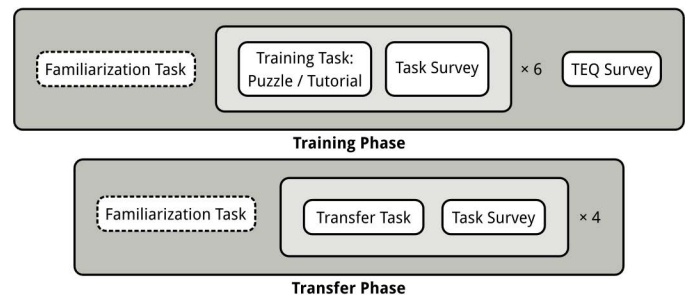 Familiarization Task
Training Task:
Puzzle / Tutorial
Task Survey
× 6
TEQ Survey
Training Phase
Familiarization Task
Transfer Task
Task Survey
× 4
Transfer Phase